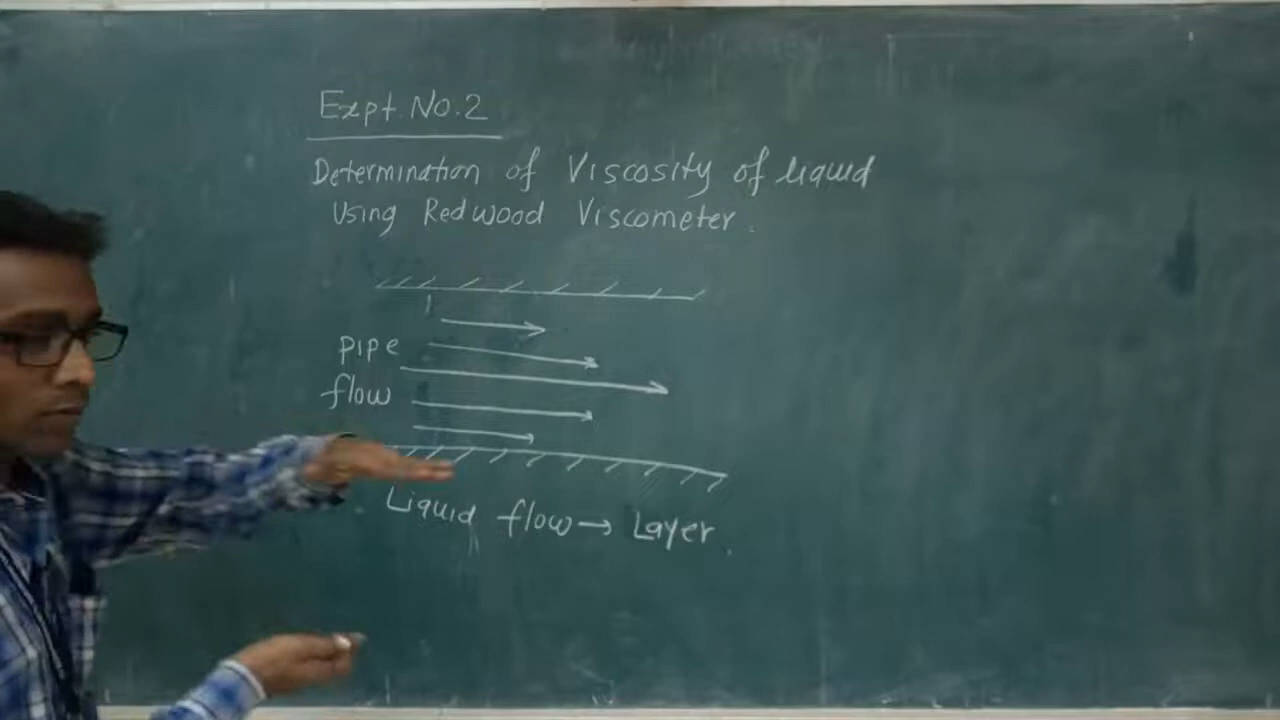 Expt. No. 2
Determination of Viscosity of liquid
Using Redwood Viscometer.
pipe
flow
Liquid flow → Layer.